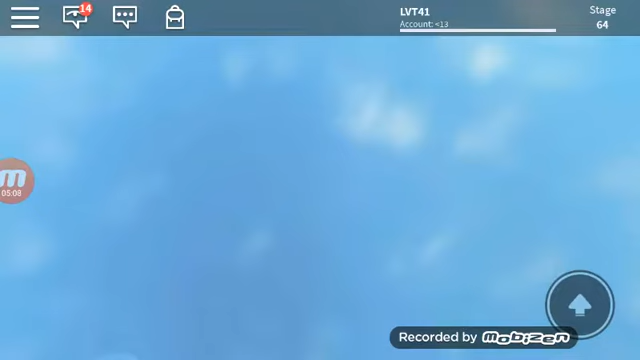 14
LVT41
Account: <13
Stage
64
m
05:08
Recorded by Mobizen